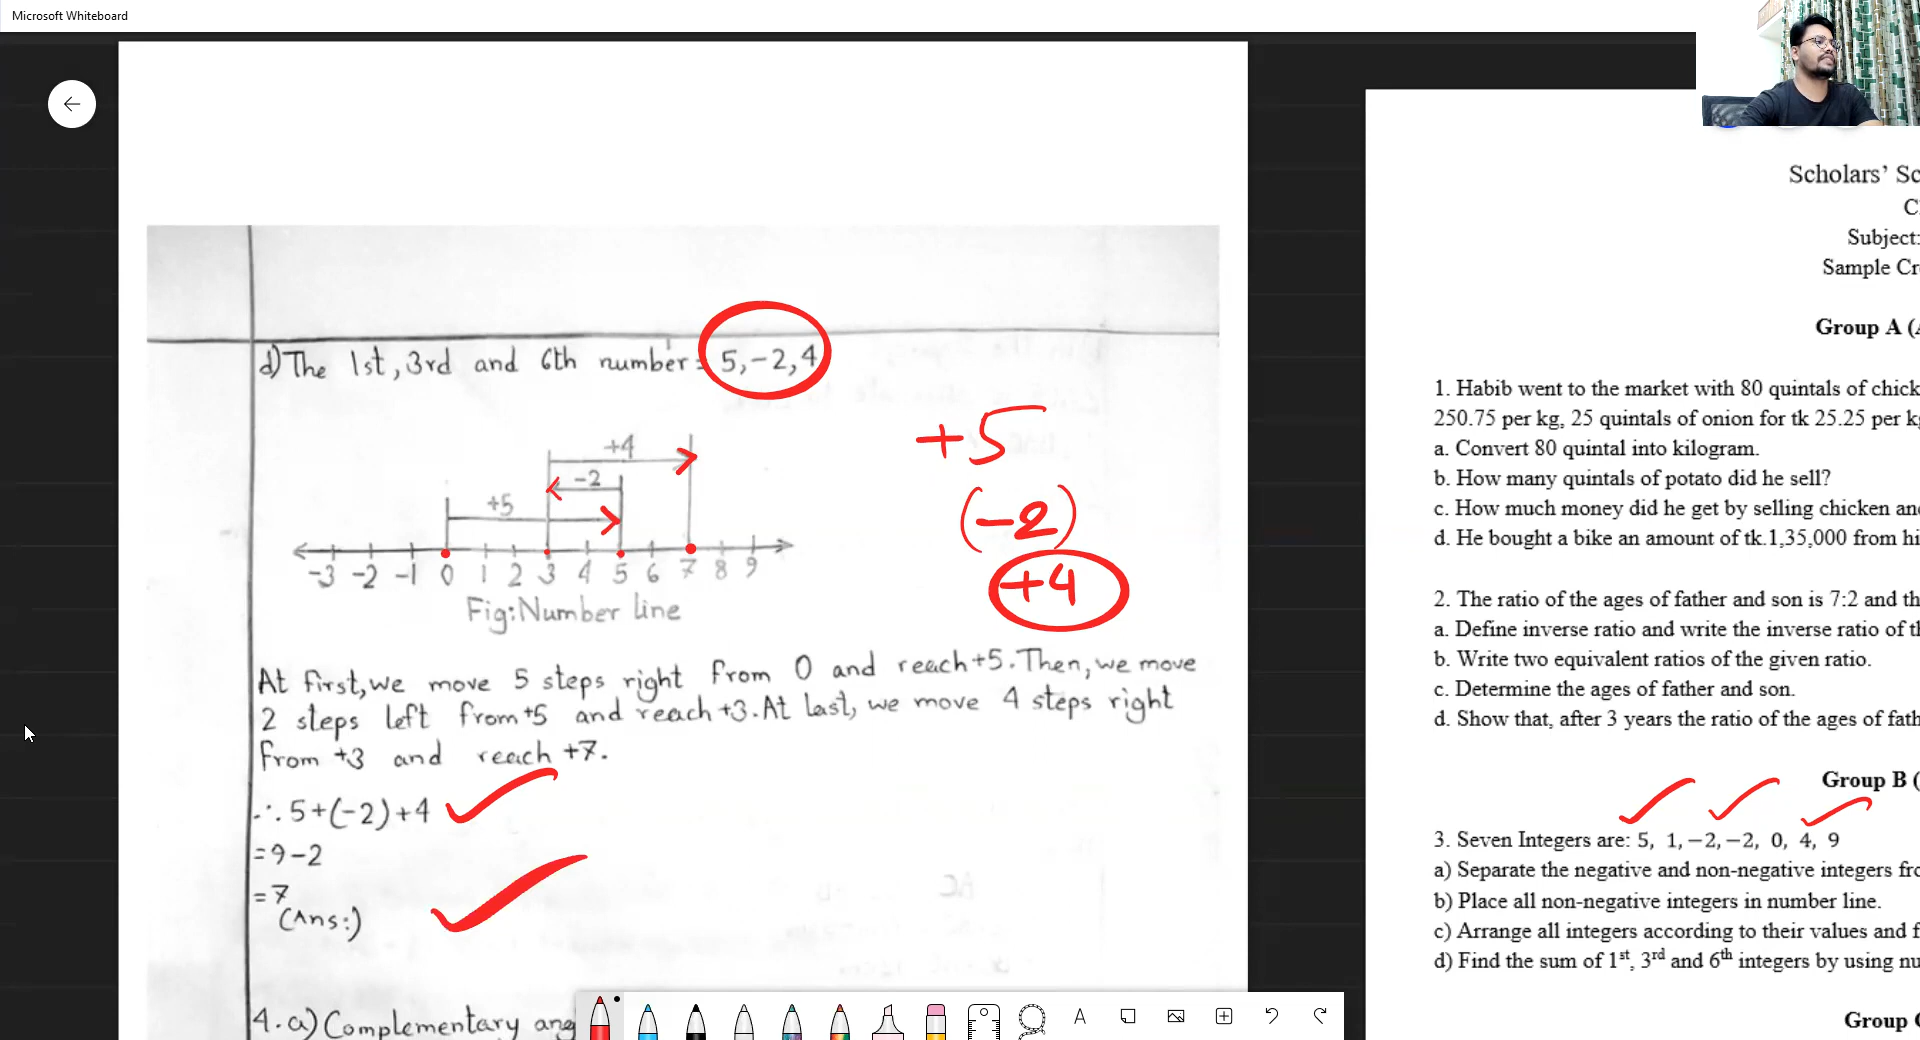 Microsoft Whiteboard
d) The 1st, 3rd and 6th number = 5, -2, 4
+5
(-2)
+4
+4
-2
+5
-3 -2 -1 0 1 2 3 4 5 6 7 8 9
Fig: Number line
At first, we move 5 steps right from 0 and reach +5. Then, we move
2 steps left from +5 and reach +3. At last, we move 4 steps right
from +3 and reach +7.
∴ 5+(-2)+4
=9-2
=7
(Ans:)
4. a) Complementary ang
A
Scholars’ Sc
C
Subject:
Sample Cr
Group A (A
1. Habib went to the market with 80 quintals of chick
250.75 per kg, 25 quintals of onion for tk 25.25 per kg
a. Convert 80 quintal into kilogram.
b. How many quintals of potato did he sell?
c. How much money did he get by selling chicken and
d. He bought a bike an amount of tk.1,35,000 from hi
2. The ratio of the ages of father and son is 7:2 and th
a. Define inverse ratio and write the inverse ratio of th
b. Write two equivalent ratios of the given ratio.
c. Determine the ages of father and son.
d. Show that, after 3 years the ratio of the ages of fath
Group B (
3. Seven Integers are: 5, 1, −2, −2, 0, 4, 9
a) Separate the negative and non-negative integers fro
b) Place all non-negative integers in number line.
c) Arrange all integers according to their values and f
d) Find the sum of 1st, 3rd and 6th integers by using nu
Group C